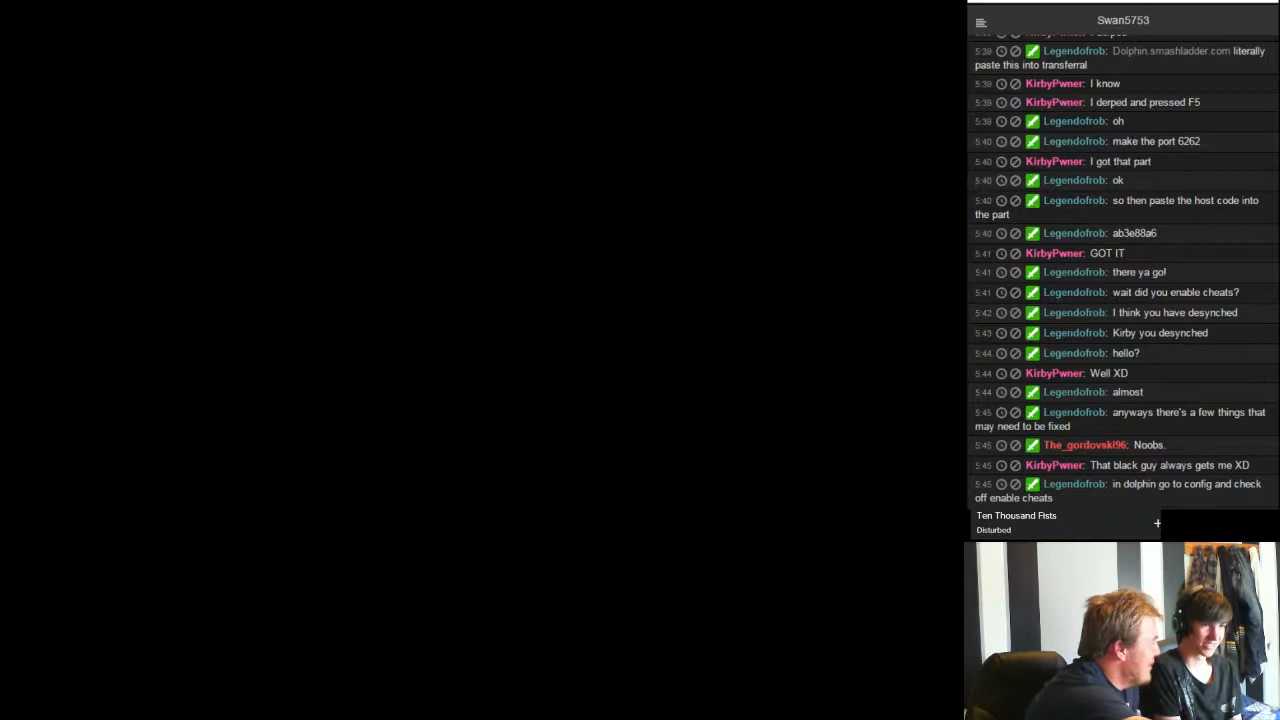 Swan5753
5:39 Legendofrob: Dolphin.smashladder.com literally
paste this into transferral
5:39 KirbyPwner: I know
5:39 KirbyPwner: I derped and pressed F5
5:39 Legendofrob: oh
5:40 Legendofrob: make the port 6262
5:40 KirbyPwner: I got that part
5:40 Legendofrob: ok
5:40 Legendofrob: so then paste the host code into
the part
5:40 Legendofrob: ab3e88a6
5:41 KirbyPwner: GOT IT
5:41 Legendofrob: there ya go!
5:41 Legendofrob: wait did you enable cheats?
5:42 Legendofrob: I think you have desynched
5:43 Legendofrob: Kirby you desynched
5:44 Legendofrob: hello?
5:44 KirbyPwner: Well XD
5:44 Legendofrob: almost
5:45 Legendofrob: anyways there's a few things that
may need to be fixed
5:45 The_gordovski96: Noobs.
5:45 KirbyPwner: That black guy always gets me XD
5:45 Legendofrob: in dolphin go to config and check
off enable cheats
Ten Thousand Fists
+
Disturbed